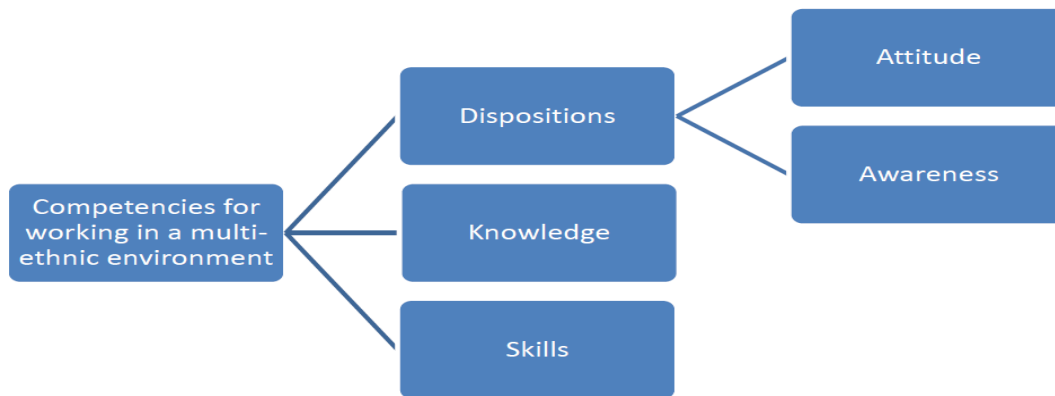 Competencies for
working in a multi-
ethnic environment
Dispositions
Knowledge
Skills
Attitude
Awareness